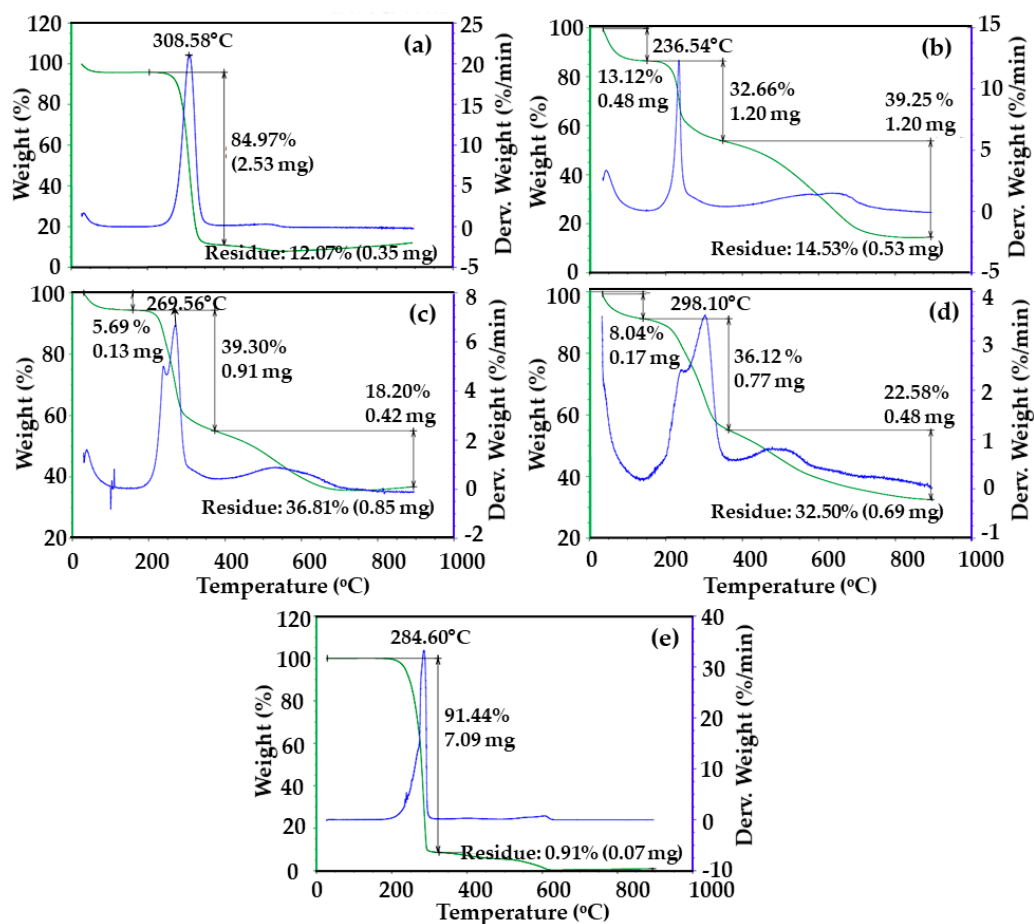 (a)
308.58°C
84.97%
(2.53 mg)
Residue: 12.07% (0.35 mg)
Weight (%)
120
100
80
60
40
20
0
Derv. Weight (%/min)
25
20
15
10
5
0
-5
(b)
236.54°C
13.12%
0.48 mg
32.66%
1.20 mg
39.25 %
1.20 mg
Residue: 14.53% (0.53 mg)
Weight (%)
100
80
60
40
20
0
Derv. Weight (%/min)
15
10
5
0
-5
(c)
269.56°C
5.69 %
0.13 mg
39.30%
0.91 mg
18.20%
0.42 mg
Residue: 36.81% (0.85 mg)
Weight (%)
100
80
60
40
20
Derv. Weight (%/min)
8
6
4
2
0
-2
0 200 400 600 800 1000
Temperature (oC)
(d)
298.10°C
8.04%
0.17 mg
36.12 %
0.77 mg
22.58%
0.48 mg
Residue: 32.50% (0.69 mg)
Weight (%)
100
80
60
40
20
Derv. Weight (%/min)
4
3
2
1
0
-1
0 200 400 600 800 1000
Temperature (oC)
(e)
284.60°C
91.44%
7.09 mg
Residue: 0.91% (0.07 mg)
Weight (%)
120
100
80
60
40
20
0
Derv. Weight (%/min)
40
30
20
10
0
-10
0 200 400 600 800 1000
Temperature (oC)